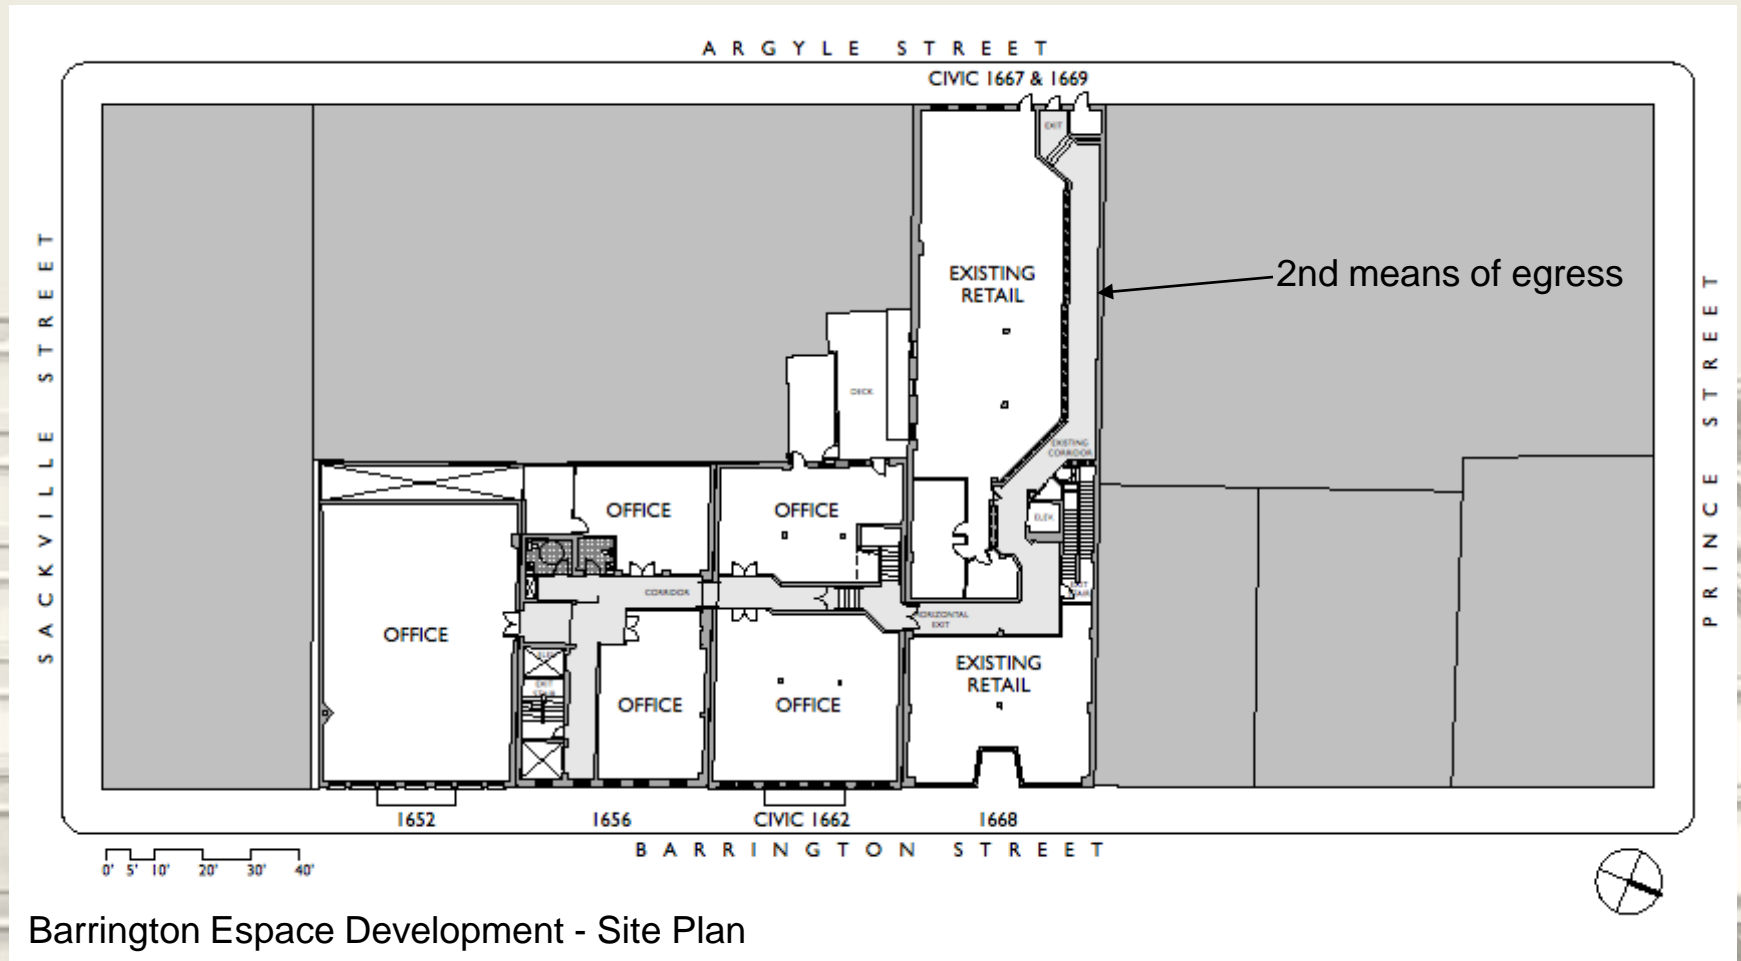 ARGYLE STREET
CIVIC 1667 & 1669
EXIT
SACKVILLE STREET
EXISTING
RETAIL
2nd means of egress
PRINCE STREET
DECK
EXISTING
CORRIDOR
OFFICE
OFFICE
ELEV.
CORRIDOR
EXIT
STAIR
HORIZONTAL
EXIT
OFFICE
EXISTING
RETAIL
EXIT
STAIR
OFFICE
OFFICE
1652
1656
CIVIC 1662
1668
BARRINGTON STREET
0' 5' 10' 20' 30' 40'
Barrington Espace Development - Site Plan